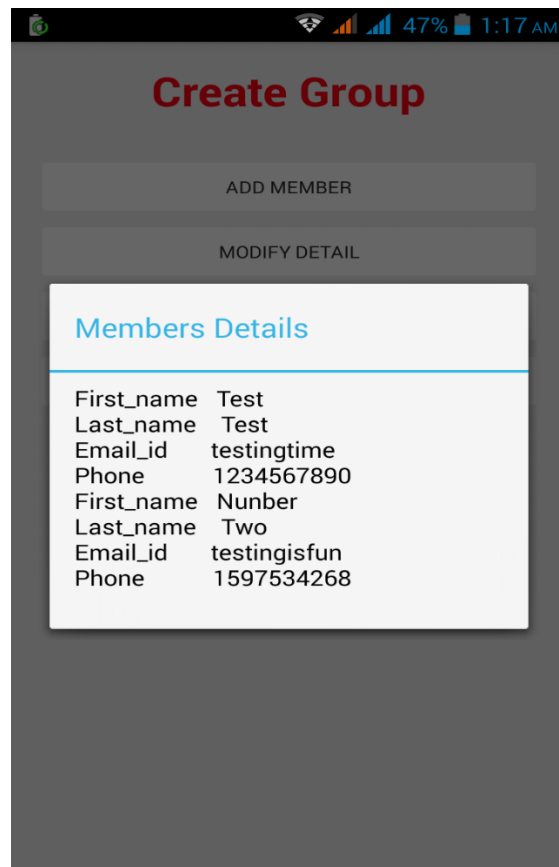 47% 1:17 AM
Create Group
ADD MEMBER
MODIFY DETAIL
Members Details
First_name Test
Last_name Test
Email_id testingtime
Phone 1234567890
First_name Nunber
Last_name Two
Email_id testingisfun
Phone 1597534268